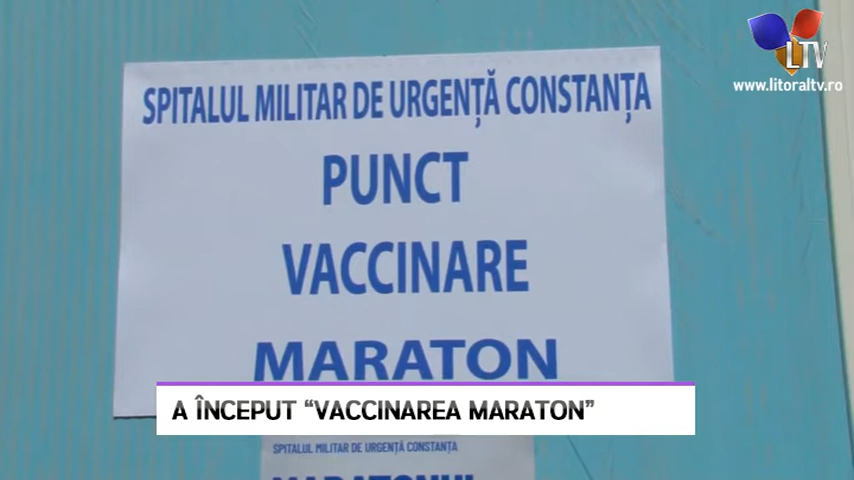 LTV
www.litoraltv.ro
SPITALUL MILITAR DE URGENȚĂ CONSTANȚA
PUNCT
VACCINARE
MARATON
A ÎNCEPUT “VACCINAREA MARATON”
SPITALUL MILITAR DE URGENȚĂ CONSTANȚA
MARATONUL